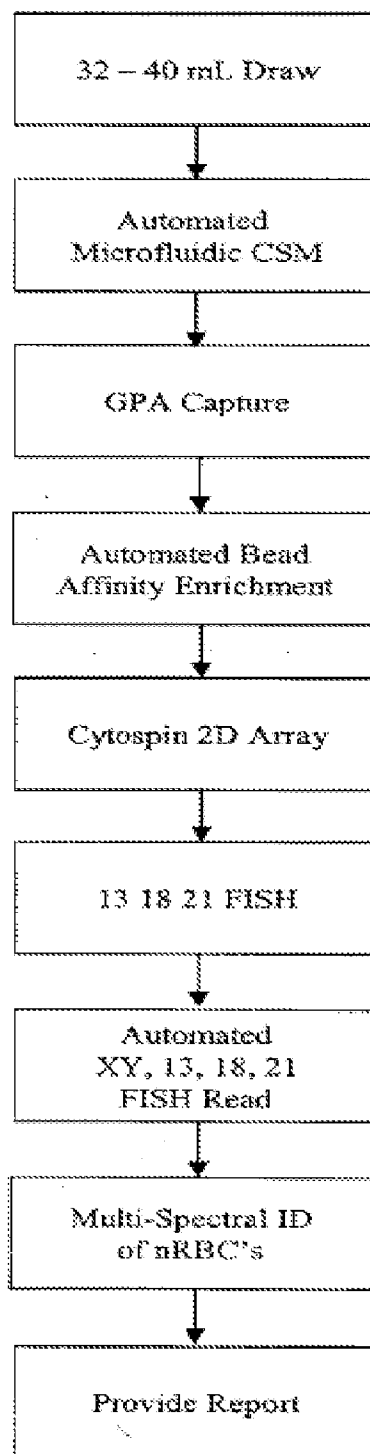 32 – 40 mL Draw
Automated
Microfluidic CSM
GPA Capture
Automated Bead
Affinity Enrichment
Cytospin 2D Array
13 18 21 FISH
Automated
XY, 13, 18, 21
FISH Read
Multi-Spectral ID
of nRBC"s
Provide Report